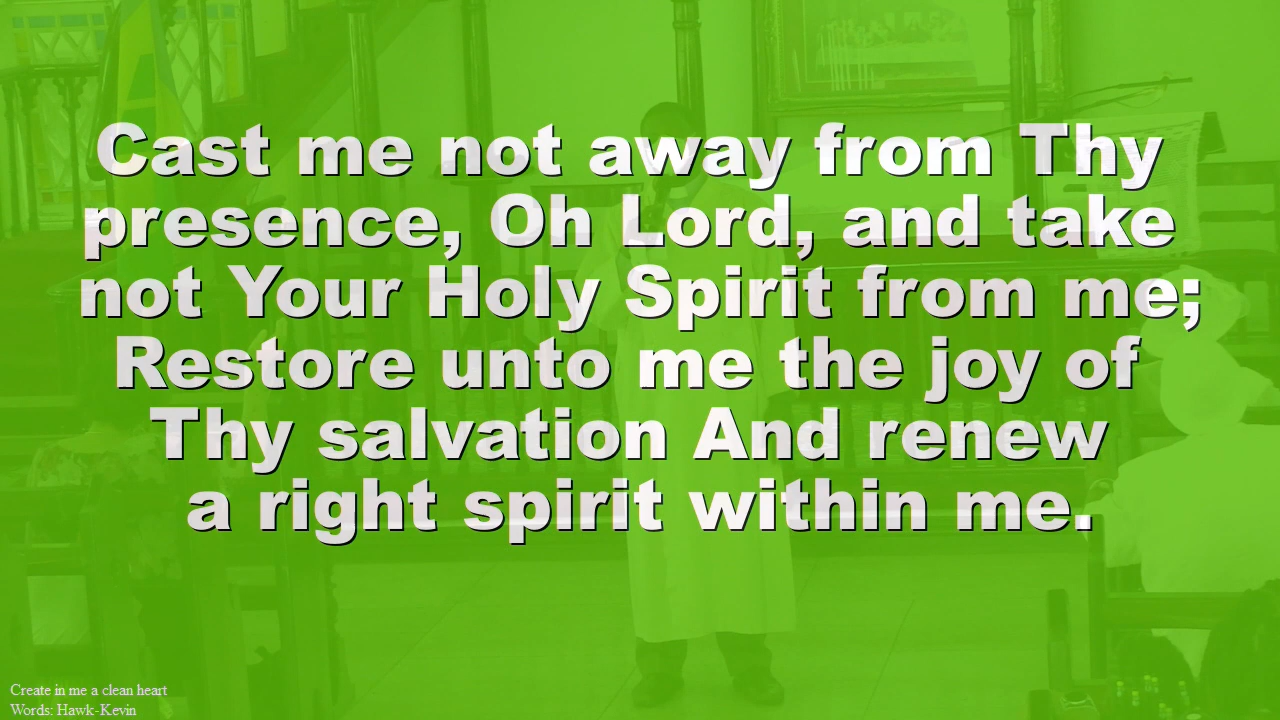 Cast me not away from Thy
presence, Oh Lord, and take
not Your Holy Spirit from me;
Restore unto me the joy of
Thy salvation And renew
a right spirit within me.
Create in me a clean heart
Words: Hawk-Kevin